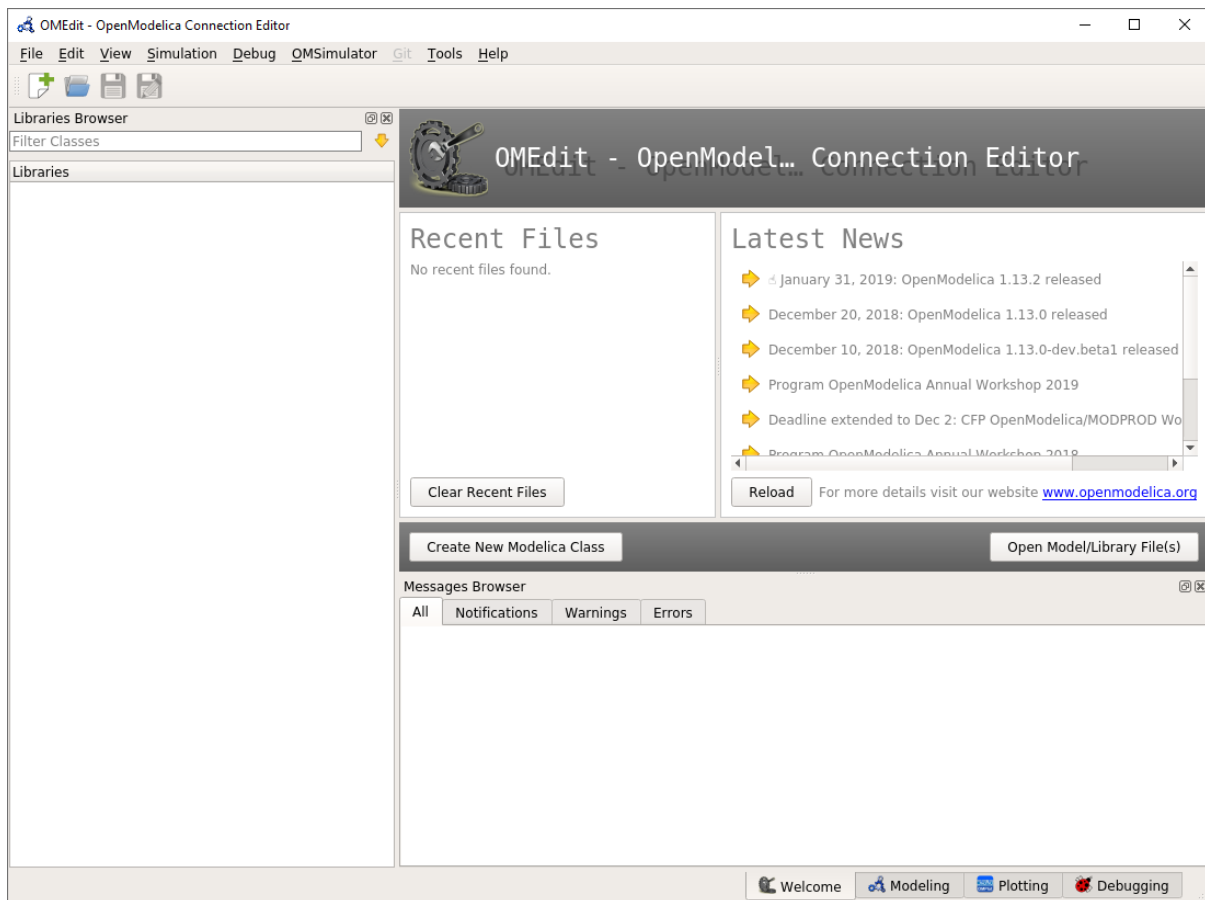 OMEdit - OpenModelica Connection Editor
File Edit View Simulation Debug OMSimulator Git Tools Help
Libraries Browser
Filter Classes
Libraries
OMEdit - OpenModel… Connection Editor
Recent Files
No recent files found.
Clear Recent Files
Latest News
January 31, 2019: OpenModelica 1.13.2 released
December 20, 2018: OpenModelica 1.13.0 released
December 10, 2018: OpenModelica 1.13.0-dev.beta1 released
Program OpenModelica Annual Workshop 2019
Deadline extended to Dec 2: CFP OpenModelica/MODPROD Wo
Program OpenModelica Annual Workshop 2018
Reload For more details visit our website www.openmodelica.org
Create New Modelica Class Open Model/Library File(s)
Messages Browser
All Notifications Warnings Errors
Welcome Modeling Plotting Debugging